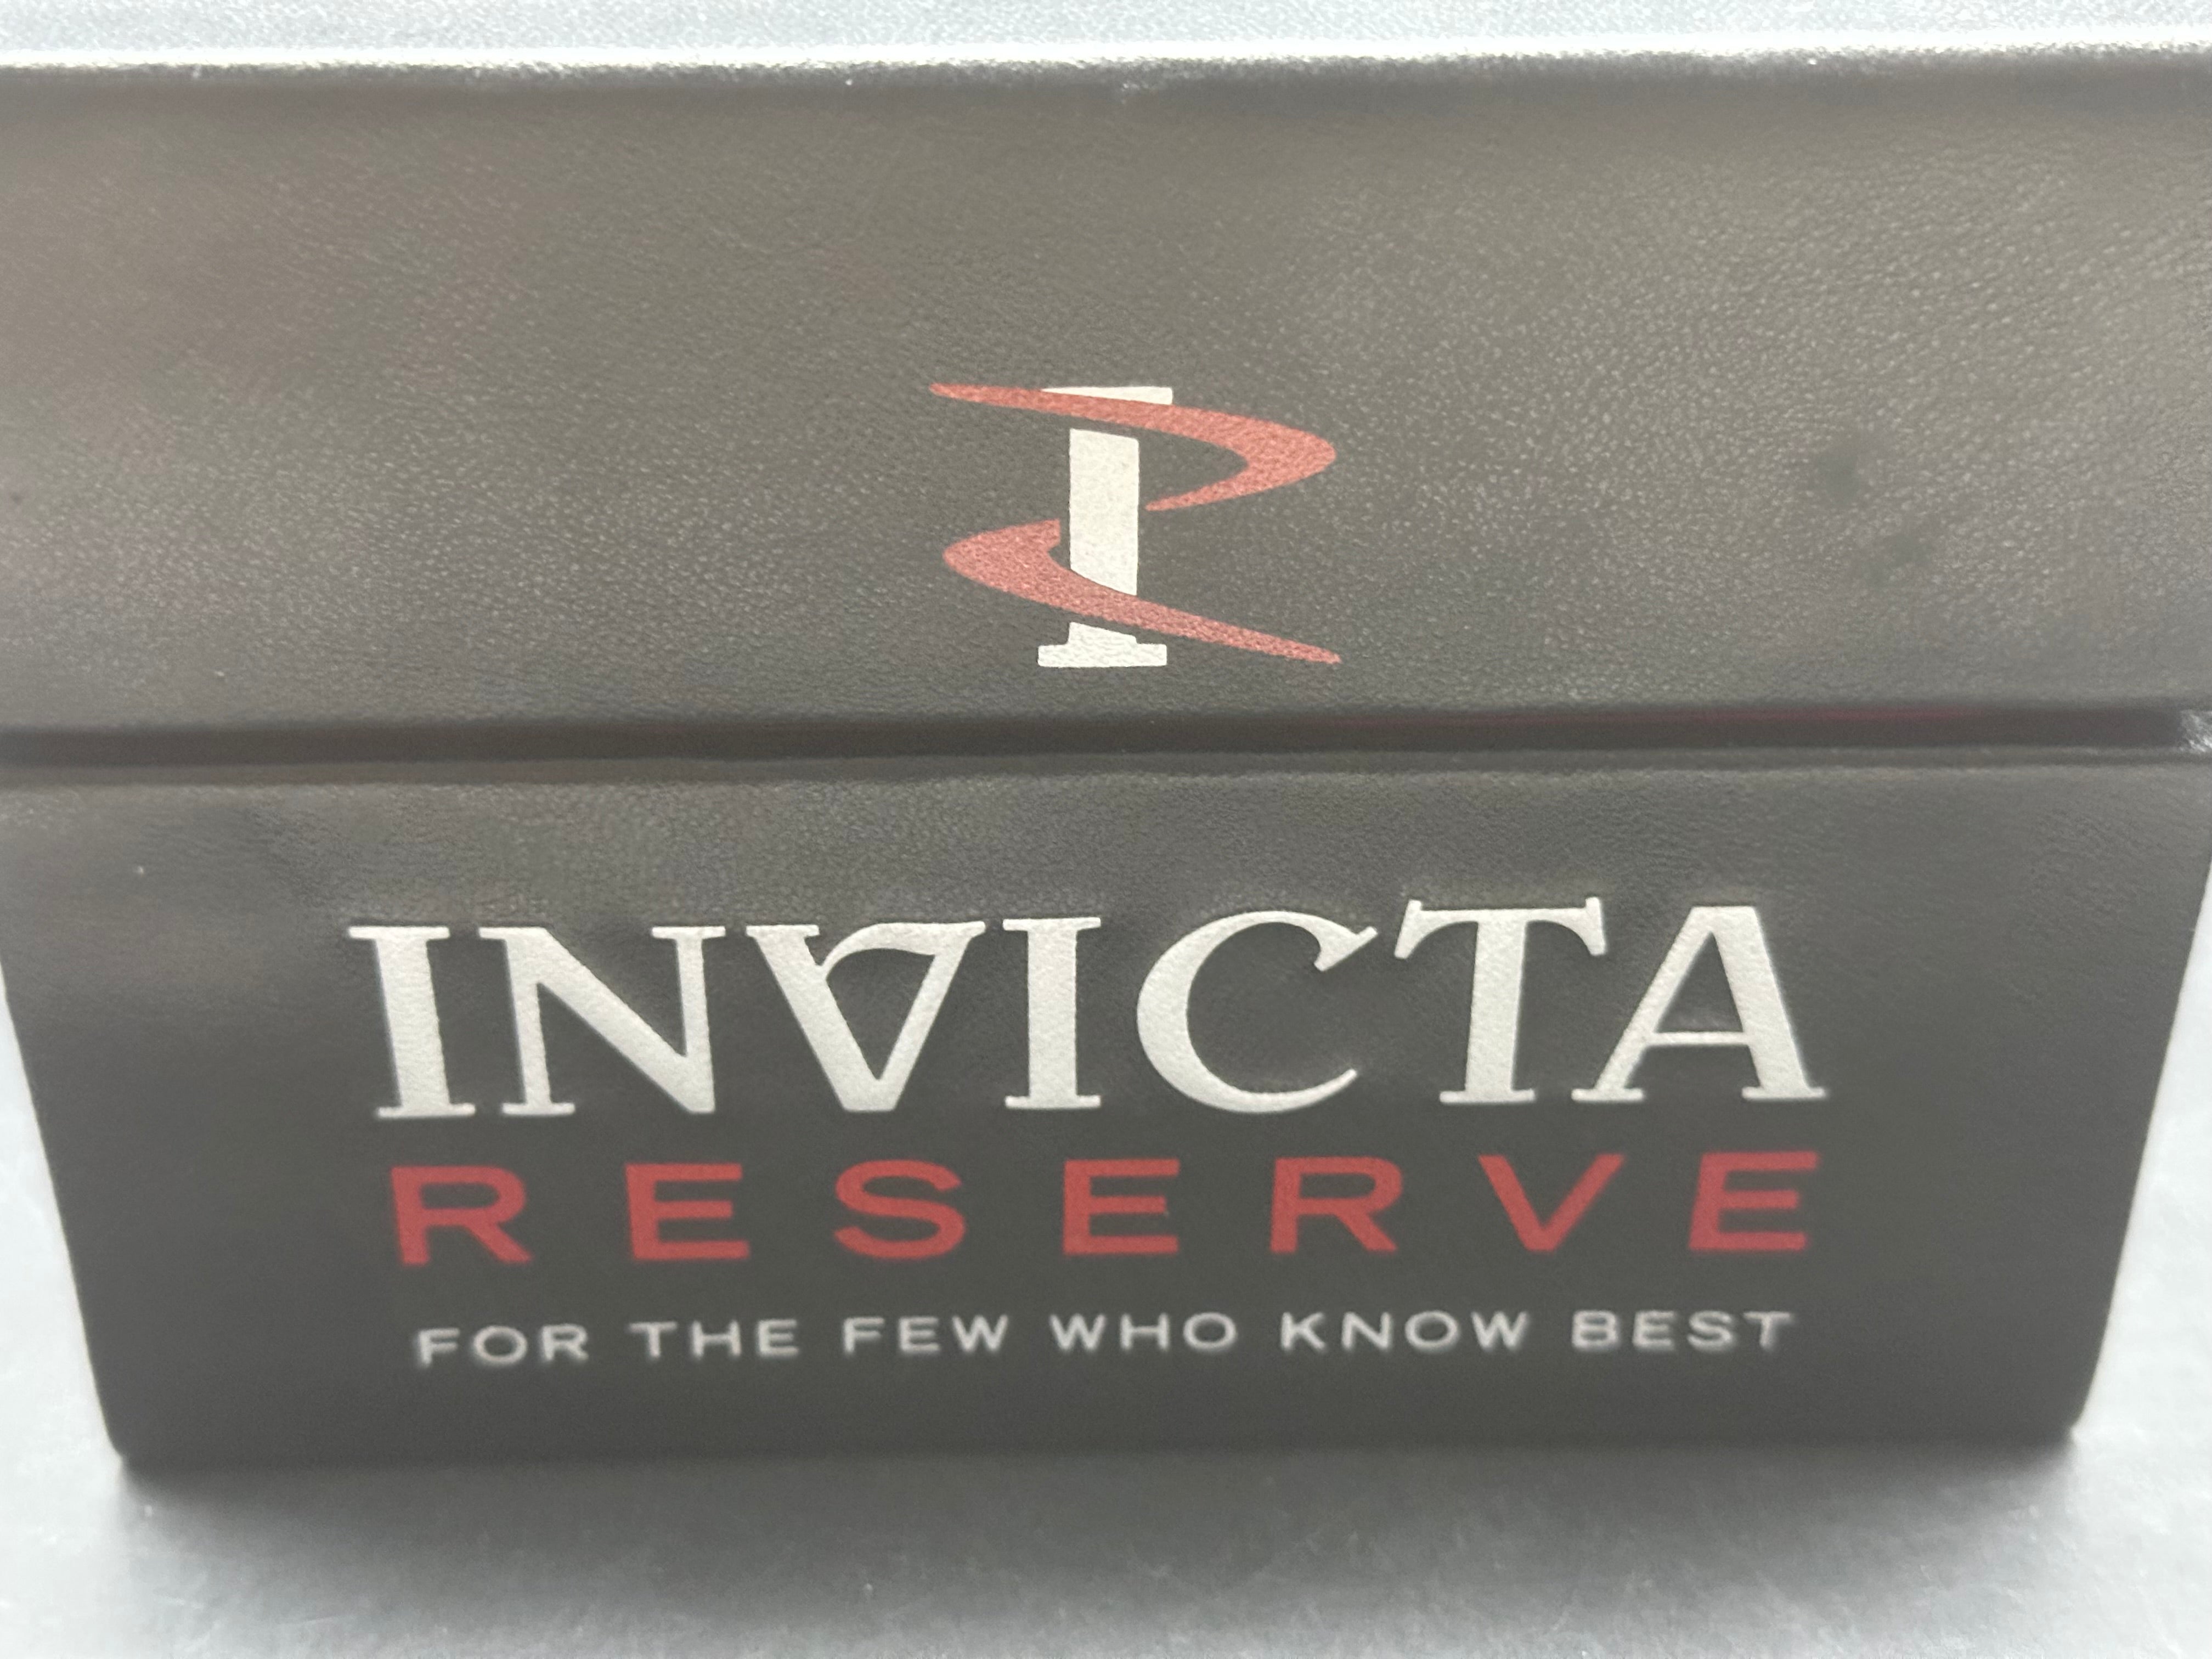 INVICTA
RESERVE
FOR THE FEW WHO KNOW BEST